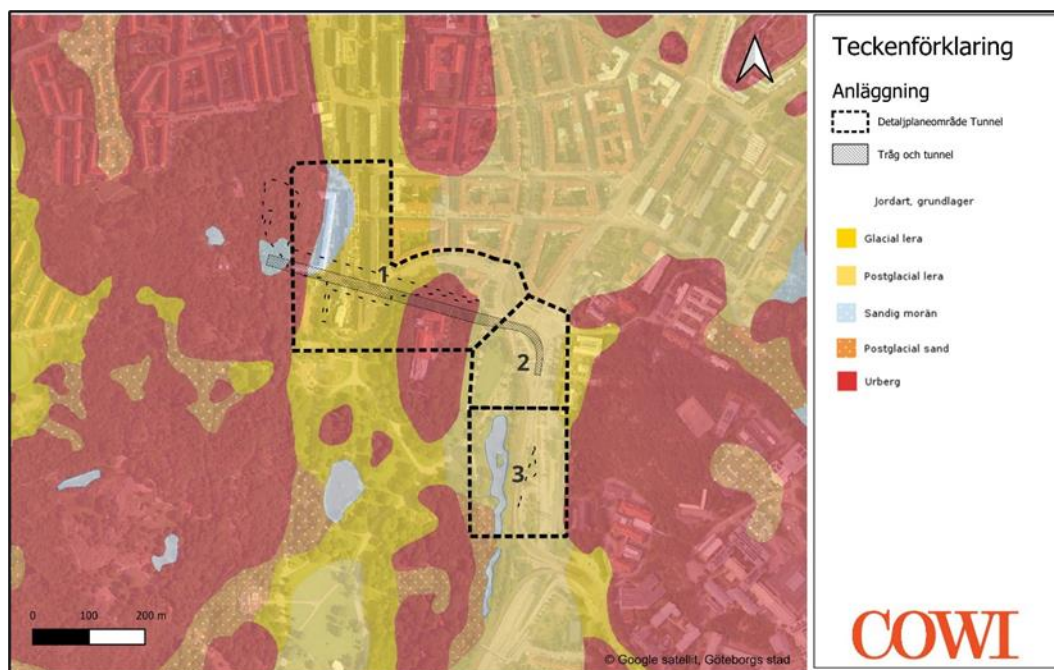 1
2
3
0 100 200 m
© Google satellit, Göteborgs stad
Teckenförklaring
Anläggning
Detaljplaneområde Tunnel
Tråg och tunnel
Jordart, grundlager
Glacial lera
Postglacial lera
Sandig morän
Postglacial sand
Urberg
COWI